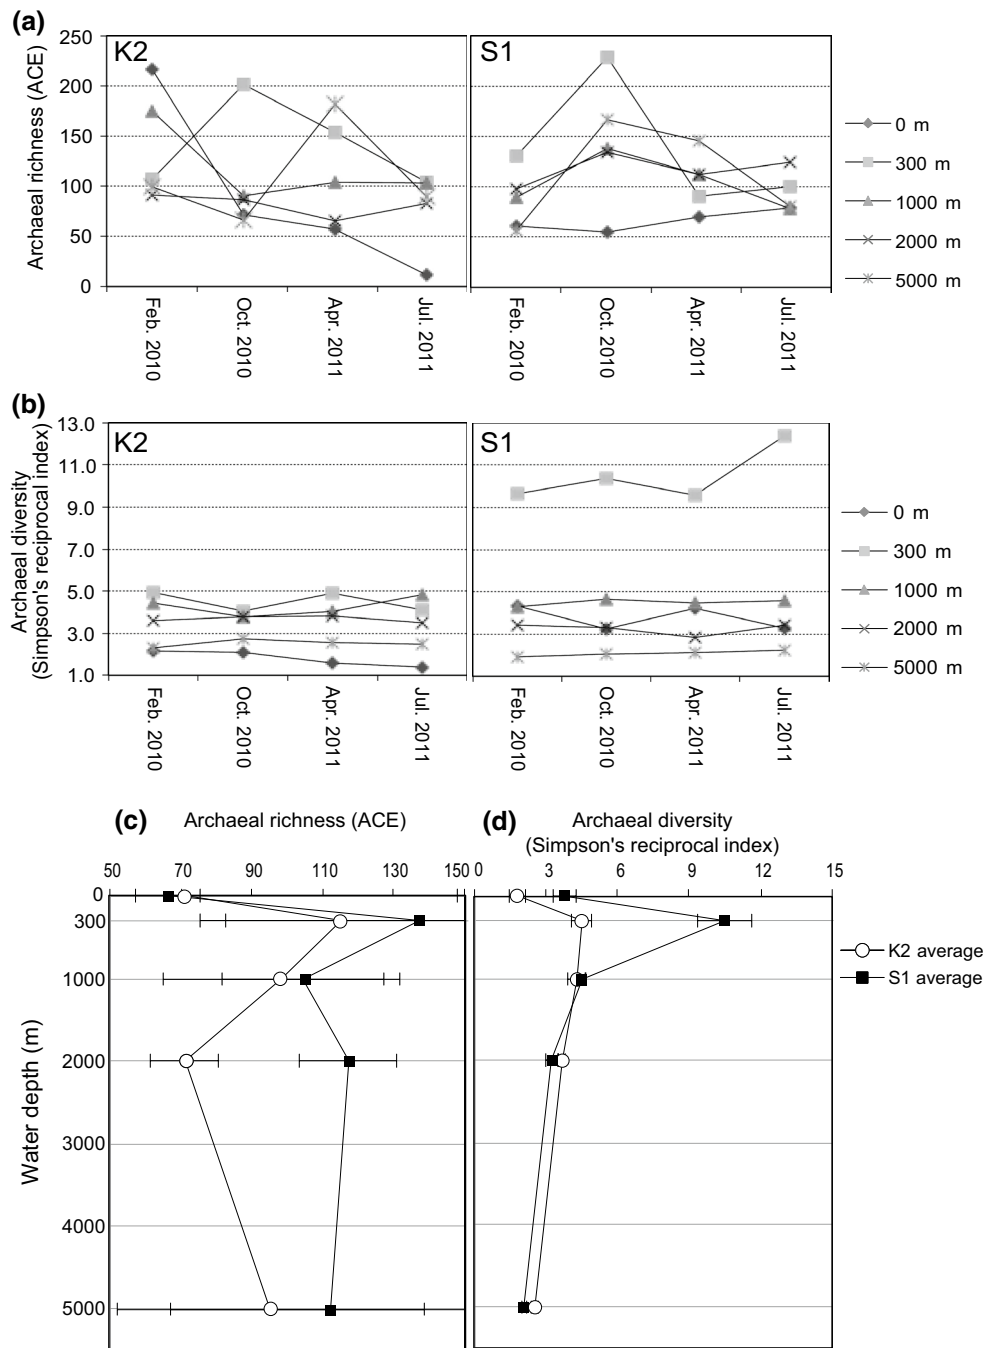 (a)
Archaeal richness (ACE)
250
200
150
100
50
0
K2
S1
Feb. 2010
Oct. 2010
Apr. 2011
Jul. 2011
Feb. 2010
Oct. 2010
Apr. 2011
Jul. 2011
0 m
300 m
1000 m
2000 m
5000 m
(b)
Archaeal diversity
(Simpson's reciprocal index)
13.0
11.0
9.0
7.0
5.0
3.0
1.0
K2
S1
Feb. 2010
Oct. 2010
Apr. 2011
Jul. 2011
Feb. 2010
Oct. 2010
Apr. 2011
Jul. 2011
0 m
300 m
1000 m
2000 m
5000 m
(c)
Archaeal richness (ACE)
50 70 90 110 130 150
Water depth (m)
0
300
1000
2000
3000
4000
5000
(d)
Archaeal diversity
(Simpson's reciprocal index)
0 3 6 9 12 15
K2 average
S1 average